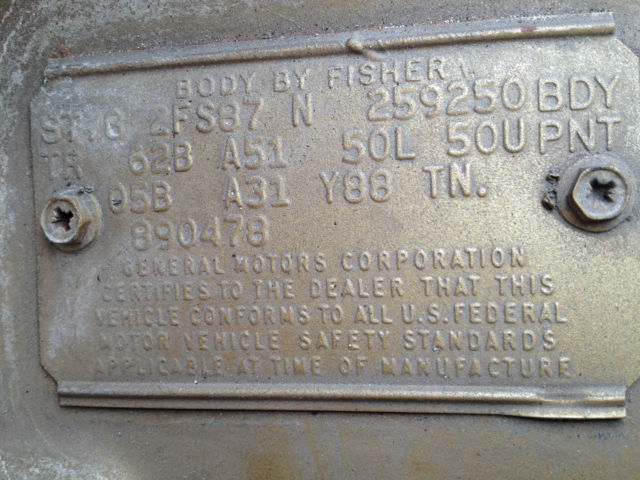 BODY BY FISHER
ST. 2FS87 N 259250 BDY
TR 62B A51 50L 50U PNT
05B A31 Y88 TN.
890478
GENERAL MOTORS CORPORATION
CERTIFIES TO THE DEALER THAT THIS
VEHICLE CONFORMS TO ALL U.S. FEDERAL
MOTOR VEHICLE SAFETY STANDARDS
APPLICABLE AT TIME OF MANUFACTURE